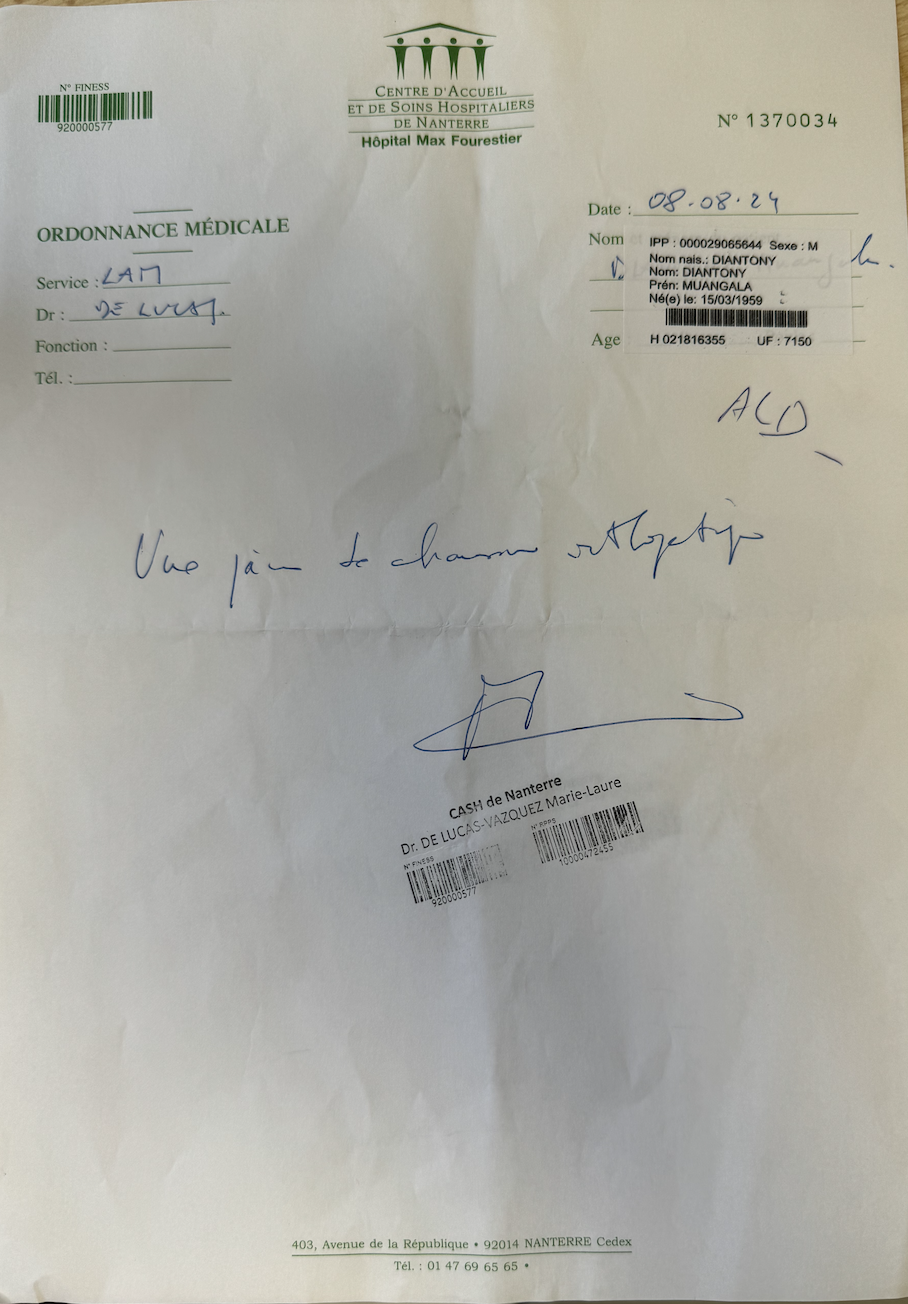 N° FINESS
920000577
CENTRE D'ACCUEIL
ET DE SOINS HOSPITALIERS
DE NANTERRE
Hôpital Max Fourestier
N° 1370034
ORDONNANCE MÉDICALE
Service : LAM
Dr : DE LUCAS
Fonction :
Tél. :
Date : 08.08.24
Nom
IPP : 000029065644 Sexe : M
Nom nais.: DIANTONY
Nom: DIANTONY
Prén: MUANGALA
Né(e) le: 15/03/1959
Age
H 021816355 UF : 7150
ALD
Une paire de chaussure orthopédique
CASH de Nanterre
Dr. DE LUCAS-VAZQUEZ Marie-Laure
N° FINESS
920000577
N° RPPS
10000472455
403, Avenue de la République • 92014 NANTERRE Cedex
Tél. : 01 47 69 65 65 •